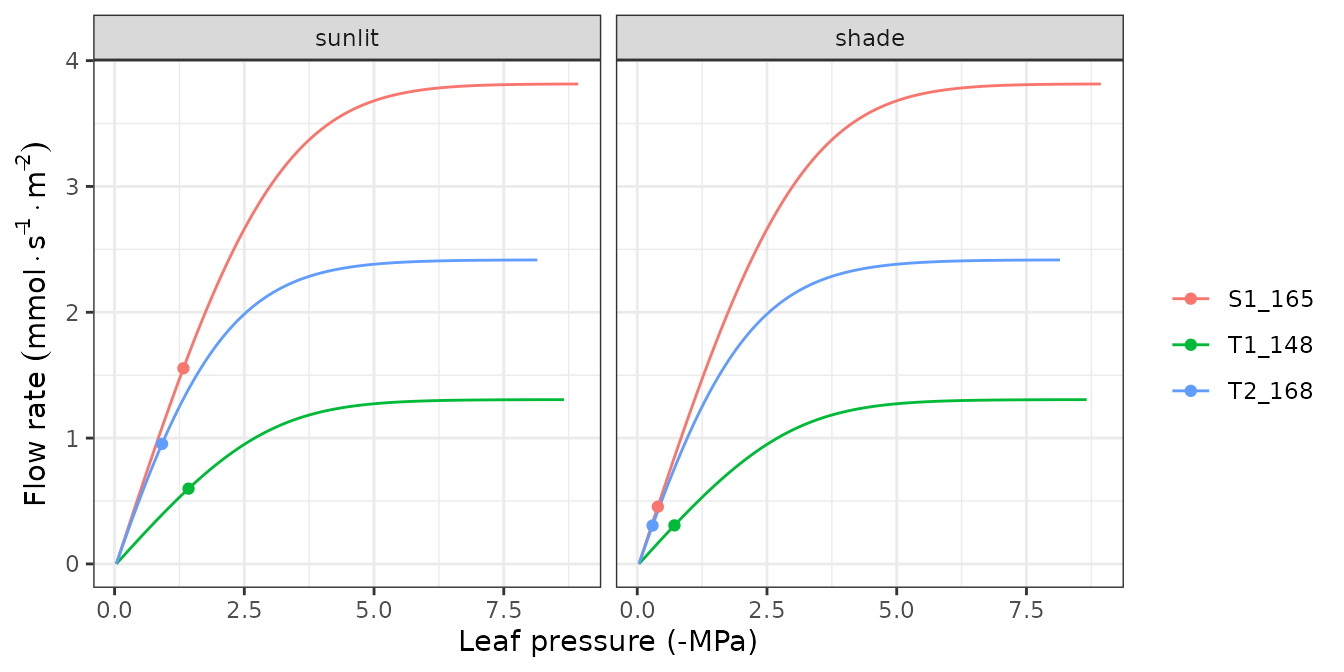 sunlit shade
4
3
2
1
0
Flow rate (mmol · s⁻¹ · m⁻²)
0.0 2.5 5.0 7.5 0.0 2.5 5.0 7.5
Leaf pressure (-MPa)
S1_165
T1_148
T2_168